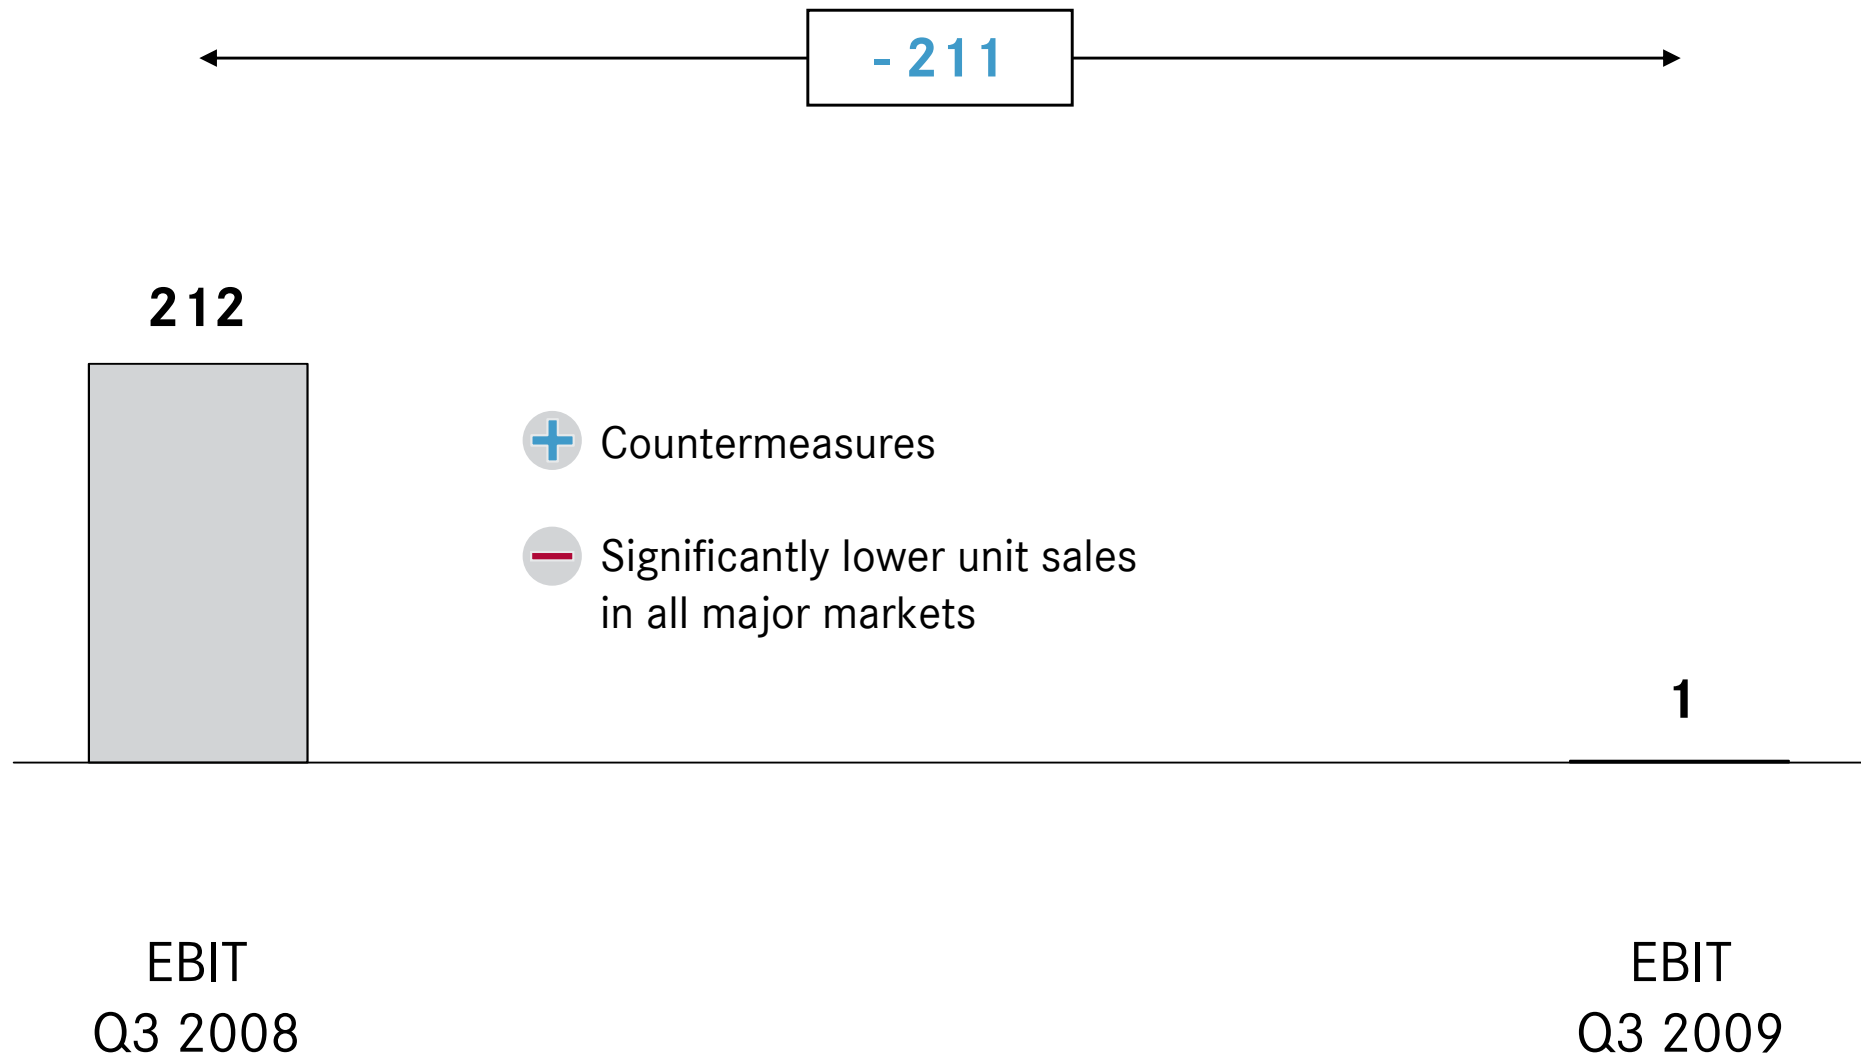 - 211
212
Countermeasures
Significantly lower unit sales
in all major markets
1
EBIT
Q3 2008
EBIT
Q3 2009